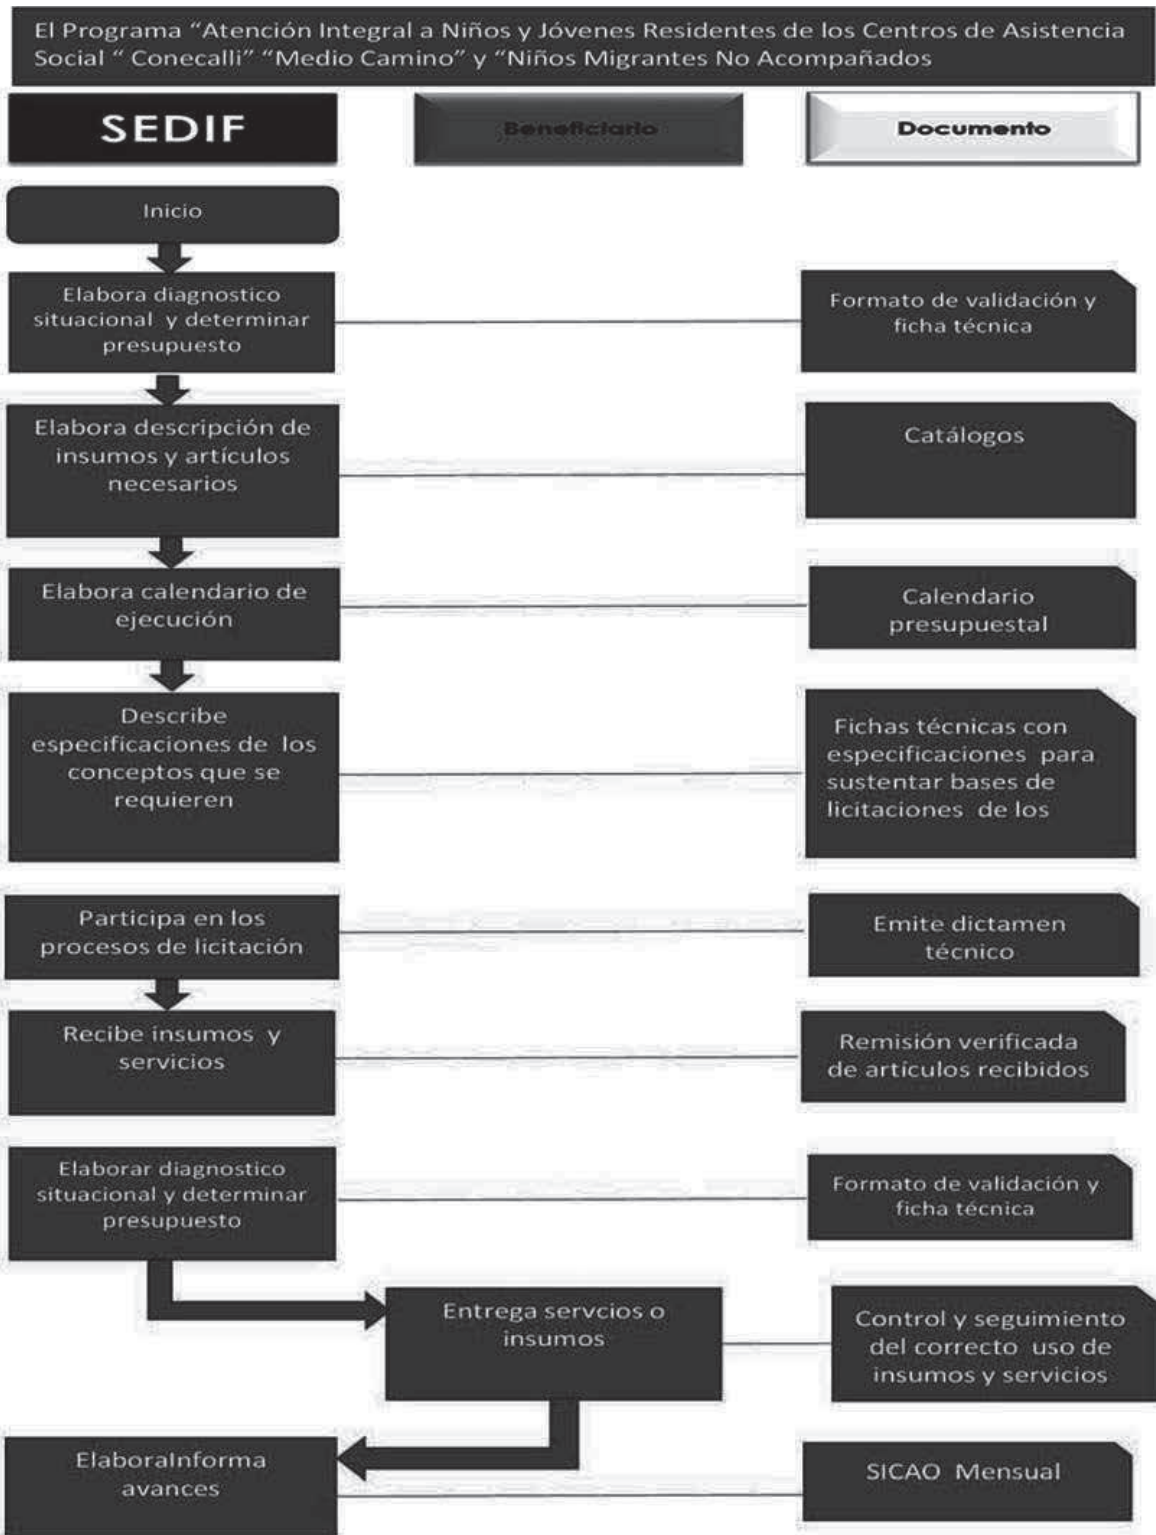 El Programa “Atención Integral a Niños y Jóvenes Residentes de los Centros de Asistencia
Social “ Conecalli” “Medio Camino” y “Niños Migrantes No Acompañados
SEDIF
Beneficiario
Documento
Inicio
Elabora diagnostico
situacional y determinar
presupuesto
Formato de validación y
ficha técnica
Elabora descripción de
insumos y artículos
necesarios
Catálogos
Elabora calendario de
ejecución
Calendario
presupuestal
Describe
especificaciones de los
conceptos que se
requieren
Fichas técnicas con
especificaciones para
sustentar bases de
licitaciones de los
Participa en los
procesos de licitación
Emite dictamen
técnico
Recibe insumos y
servicios
Remisión verificada
de artículos recibidos
Elaborar diagnostico
situacional y determinar
presupuesto
Formato de validación y
ficha técnica
Entrega servcios o
insumos
Control y seguimiento
del correcto uso de
insumos y servicios
ElaboraInforma
avances
SICAO Mensual